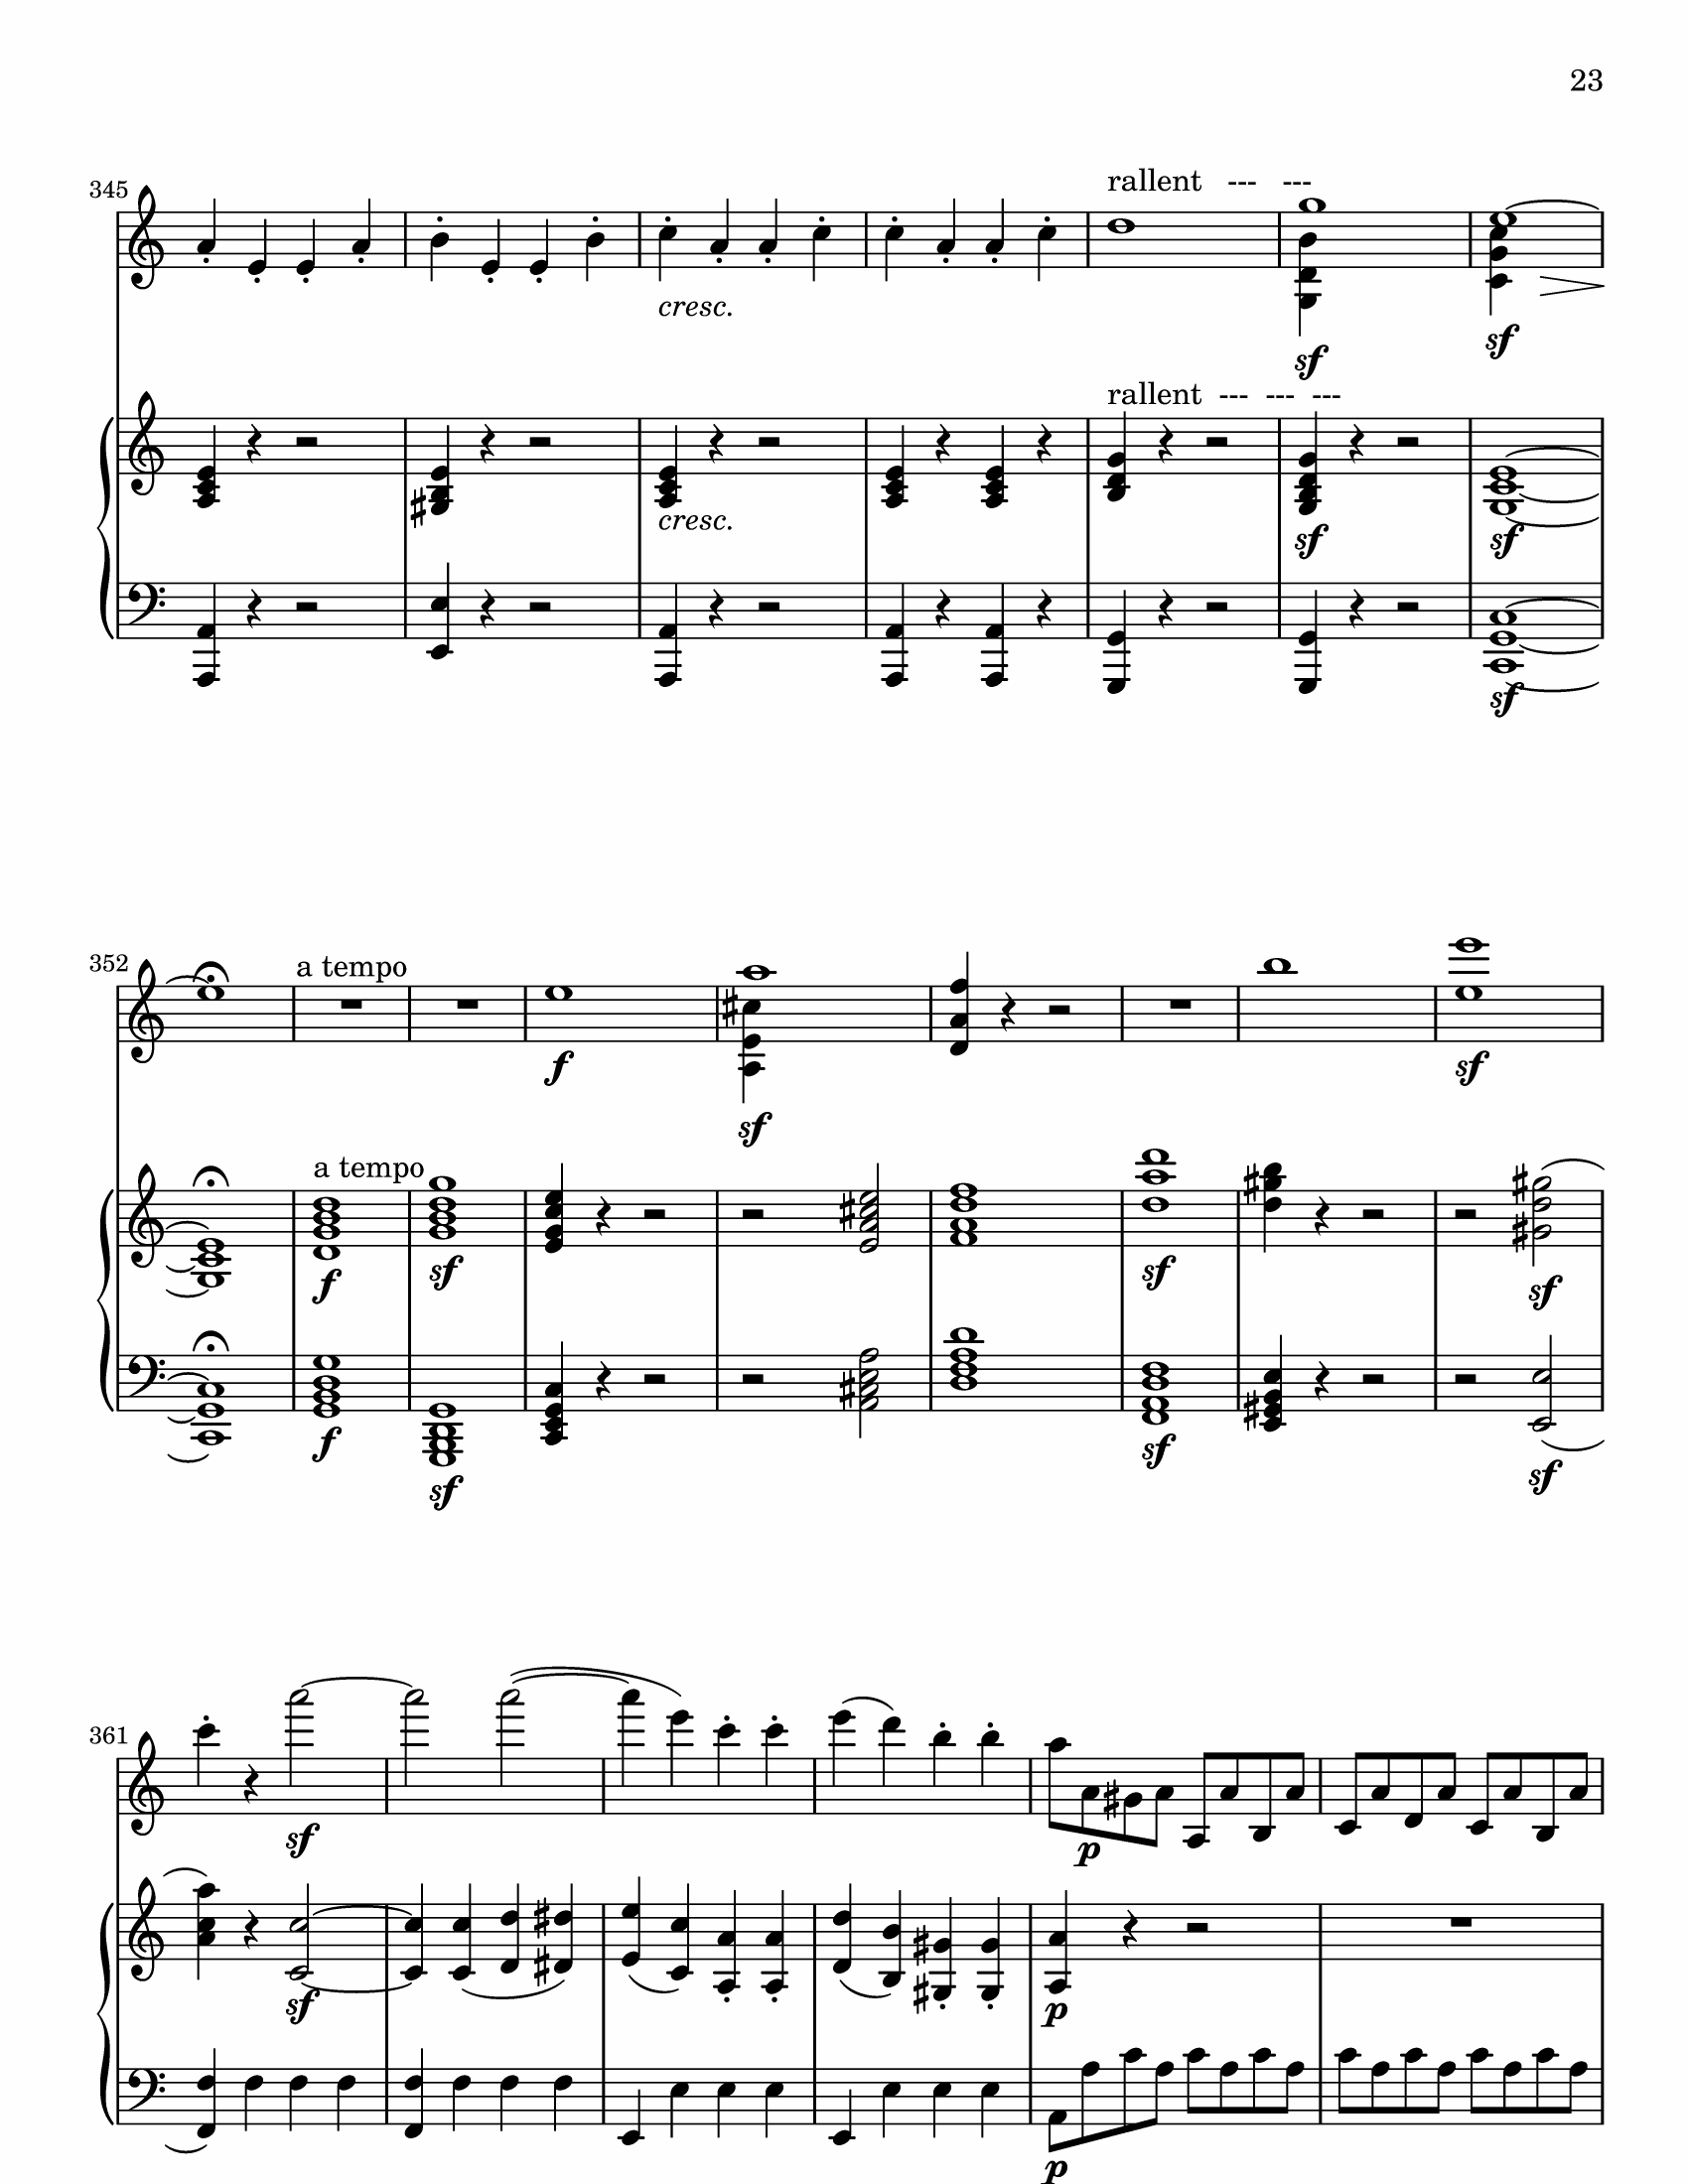 23
345
rallent --- ---
cresc.
sf sf
rallent --- --- ---
cresc.
sf sf
sf
352
a tempo
f sf sf
a tempo
f sf sf sf
f sf sf sf
361
sf p
sf p
p